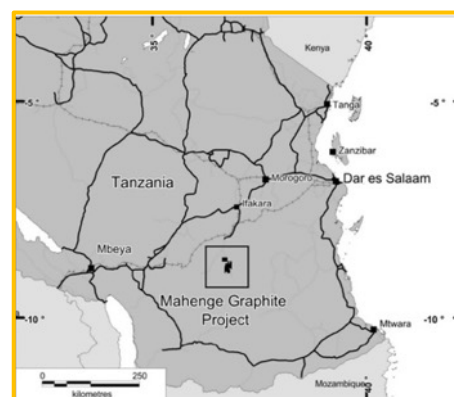 35
40
Kenya
-5
-5
Tanga
Zanzibar
Tanzania
Morogoro
Dar es Salaam
Ifakara
Mbeya
Mahenge Graphite
Project
-10
-10
Mtwara
0
250
kilometres
Mozambique
40